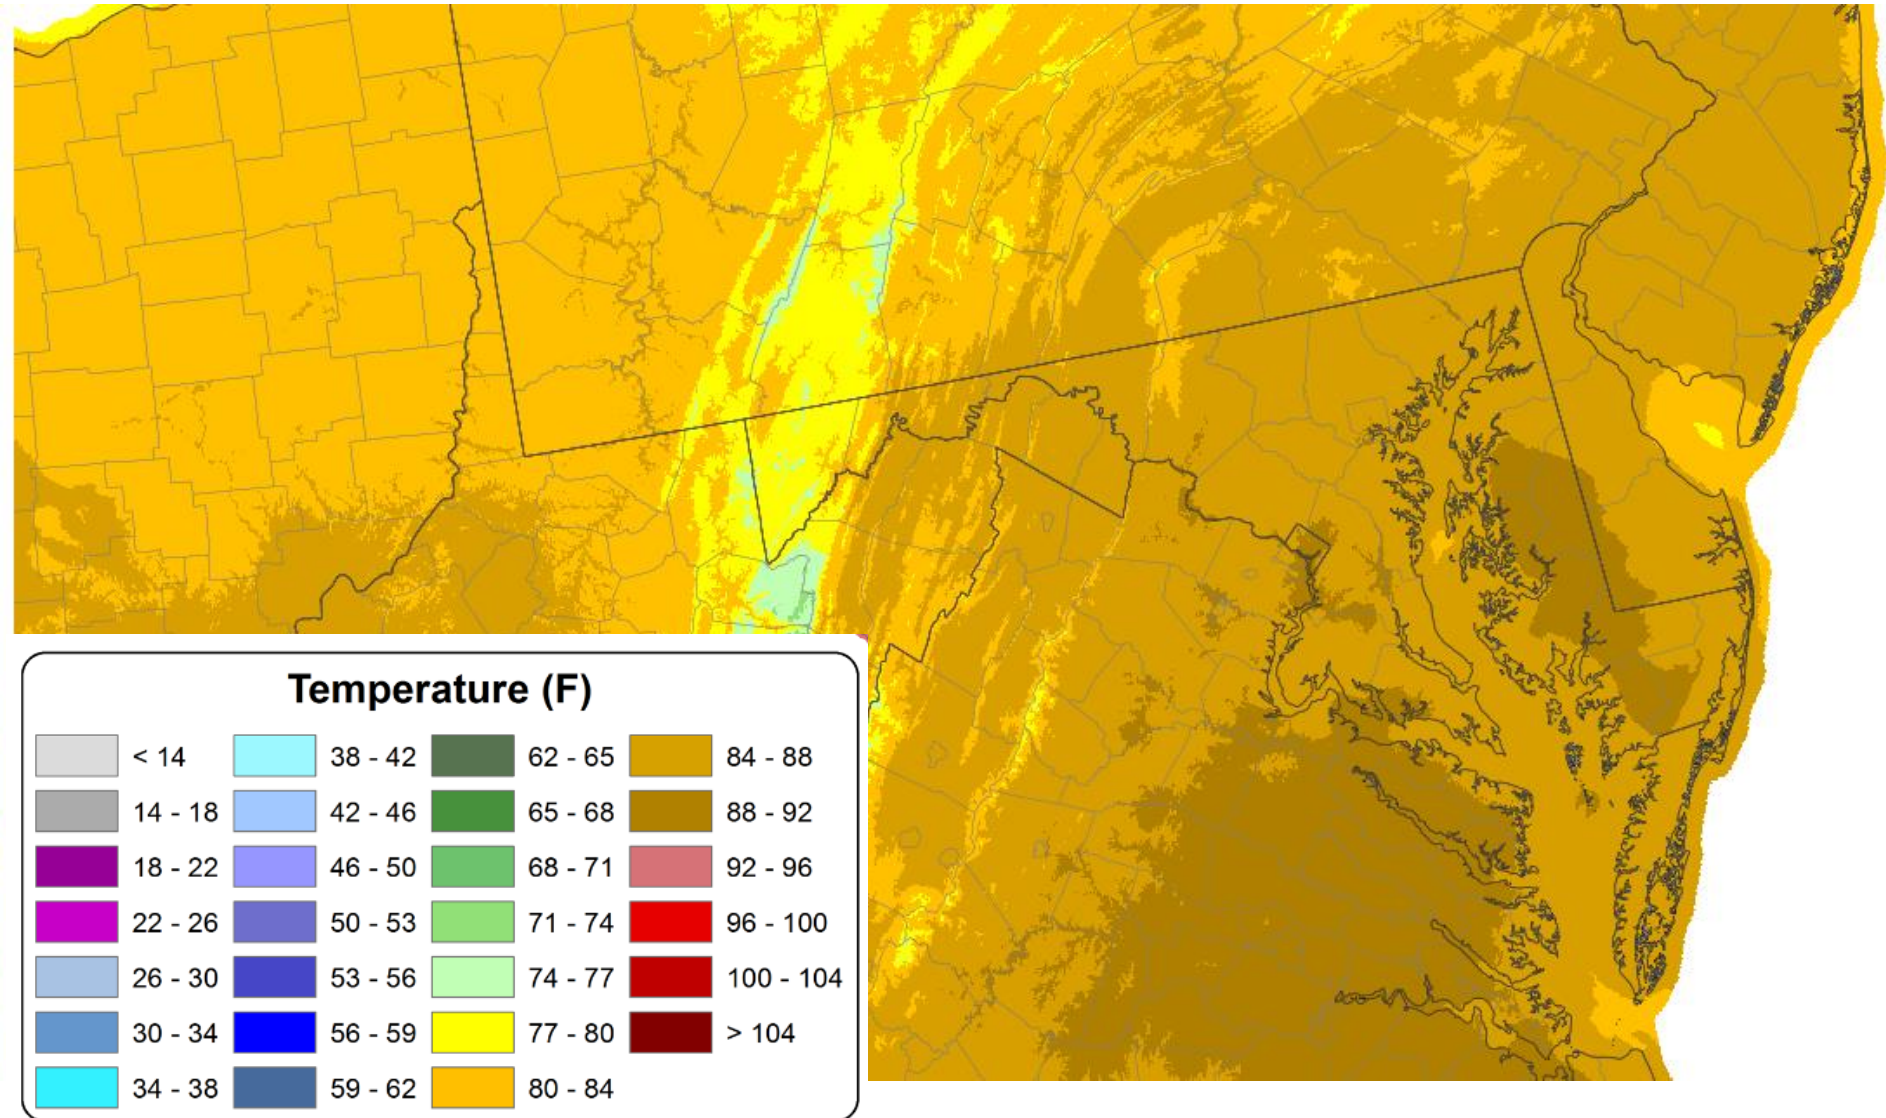 Temperature (F)
< 14 38 - 42 62 - 65 84 - 88
14 - 18 42 - 46 65 - 68 88 - 92
18 - 22 46 - 50 68 - 71 92 - 96
22 - 26 50 - 53 71 - 74 96 - 100
26 - 30 53 - 56 74 - 77 100 - 104
30 - 34 56 - 59 77 - 80 > 104
34 - 38 59 - 62 80 - 84